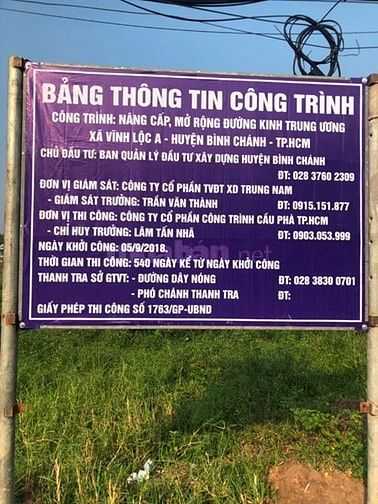 BẢNG THÔNG TIN CÔNG TRÌNH
CÔNG TRÌNH: NÂNG CẤP, MỞ RỘNG ĐƯỜNG KINH TRUNG ƯƠNG
XÃ VĨNH LỘC A - HUYỆN BÌNH CHÁNH - TP.HCM
CHỦ ĐẦU TƯ: BAN QUẢN LÝ ĐẦU TƯ XÂY DỰNG HUYỆN BÌNH CHÁNH
ĐT: 028 3760 2309
ĐƠN VỊ GIÁM SÁT: CÔNG TY CỔ PHẦN TVĐT XD TRUNG NAM
- GIÁM SÁT TRƯỞNG: TRẦN VĂN THÀNH ĐT: 0915.151.877
ĐƠN VỊ THI CÔNG: CÔNG TY CỔ PHẦN CÔNG TRÌNH CẦU PHÀ TP.HCM
- CHỈ HUY TRƯỞNG: LÂM TẤN NHÃ ĐT: 0903.053.999
NGÀY KHỞI CÔNG: 05/9/2018.
THỜI GIAN THI CÔNG: 540 NGÀY KỂ TỪ NGÀY KHỞI CÔNG
THANH TRA SỞ GTVT: - ĐƯỜNG DÂY NÓNG ĐT: 028 3830 0701
- PHÓ CHÁNH THANH TRA ĐT:
GIẤY PHÉP THI CÔNG SỐ 1763/GP-UBND